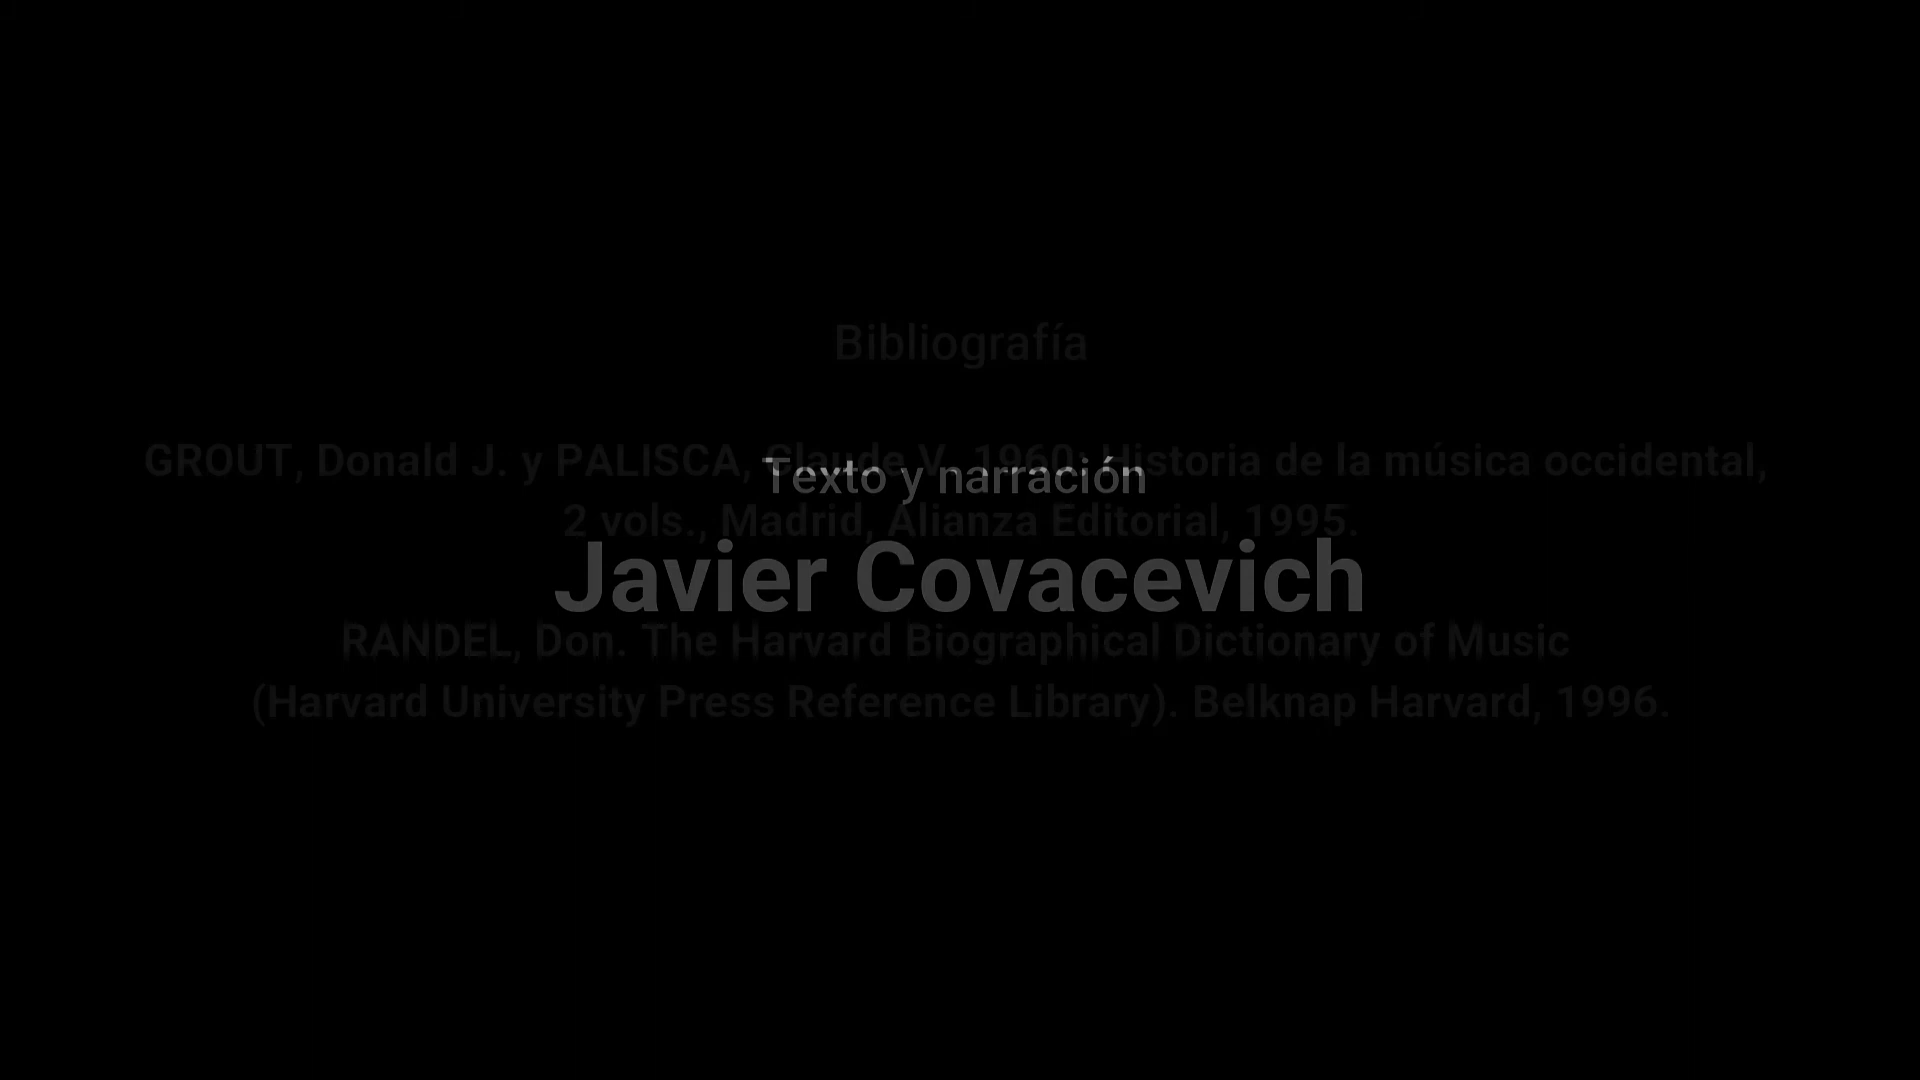 Bibliografía
GROUT, Donald J. y PALISCA, Claude V. 1960: Historia de la música occidental,
Texto y narración
2 vols., Madrid, Alianza Editorial, 1995.
Javier Covacevich
RANDEL, Don. The Harvard Biographical Dictionary of Music
(Harvard University Press Reference Library). Belknap Harvard, 1996.